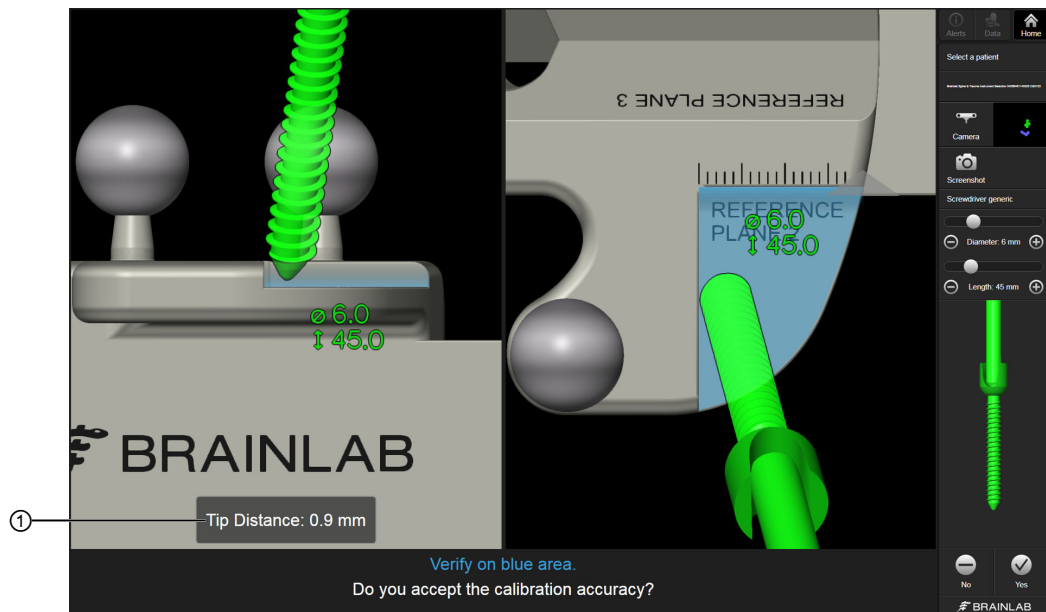 Alerts
Data
Home
Select a patient
Camera
Screenshot
Screwdriver generic
Diameter: 6 mm
Length: 45 mm
No
Yes
BRAINLAB
REFERENCE PLANE 3
REFERENCE
PLANE 2
⌀ 6.0
↕ 45.0
⌀ 6.0
↕ 45.0
BRAINLAB
① Tip Distance: 0.9 mm
Verify on blue area.
Do you accept the calibration accuracy?